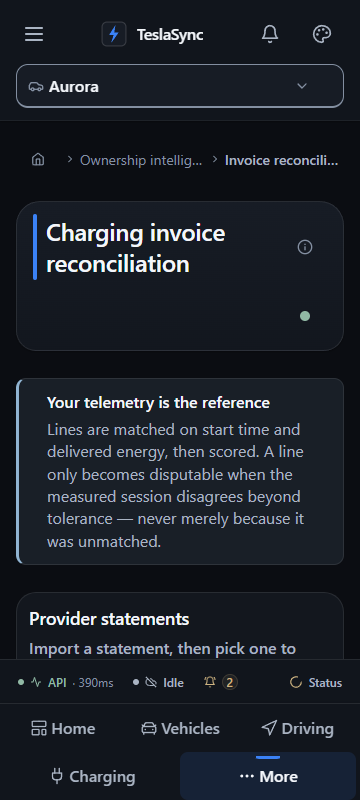 TeslaSync
Aurora
Ownership intellig... Invoice reconcili...
Charging invoice
reconciliation
Your telemetry is the reference
Lines are matched on start time and
delivered energy, then scored. A line
only becomes disputable when the
measured session disagrees beyond
tolerance — never merely because it
was unmatched.
Provider statements
Import a statement, then pick one to
API · 390ms Idle 2 Status
Home Vehicles Driving
Charging More